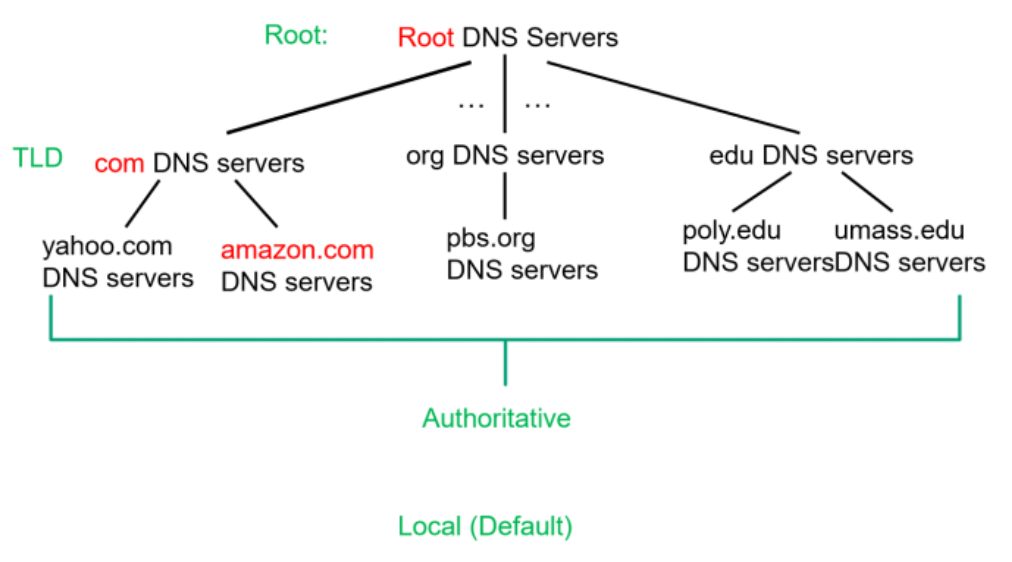 Root: Root DNS Servers
... ...
TLD com DNS servers org DNS servers edu DNS servers
yahoo.com
DNS servers
amazon.com
DNS servers
pbs.org
DNS servers
poly.edu
DNS servers
umass.edu
DNS servers
Authoritative
Local (Default)